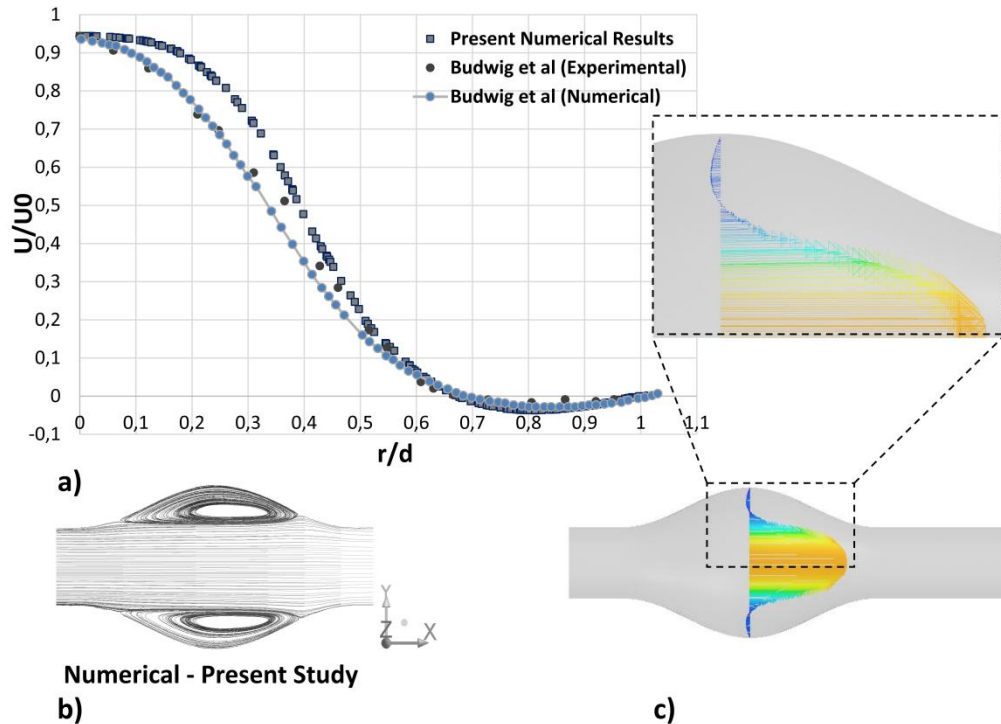 1
0,9
0,8
0,7
0,6
0,5
0,4
0,3
0,2
0,1
0
-0,1
U/U0
0 0,1 0,2 0,3 0,4 0,5 0,6 0,7 0,8 0,9 1 1,1
r/d
Present Numerical Results
Budwig et al (Experimental)
Budwig et al (Numerical)
a)
Y
Z
X
Numerical - Present Study
b)
c)